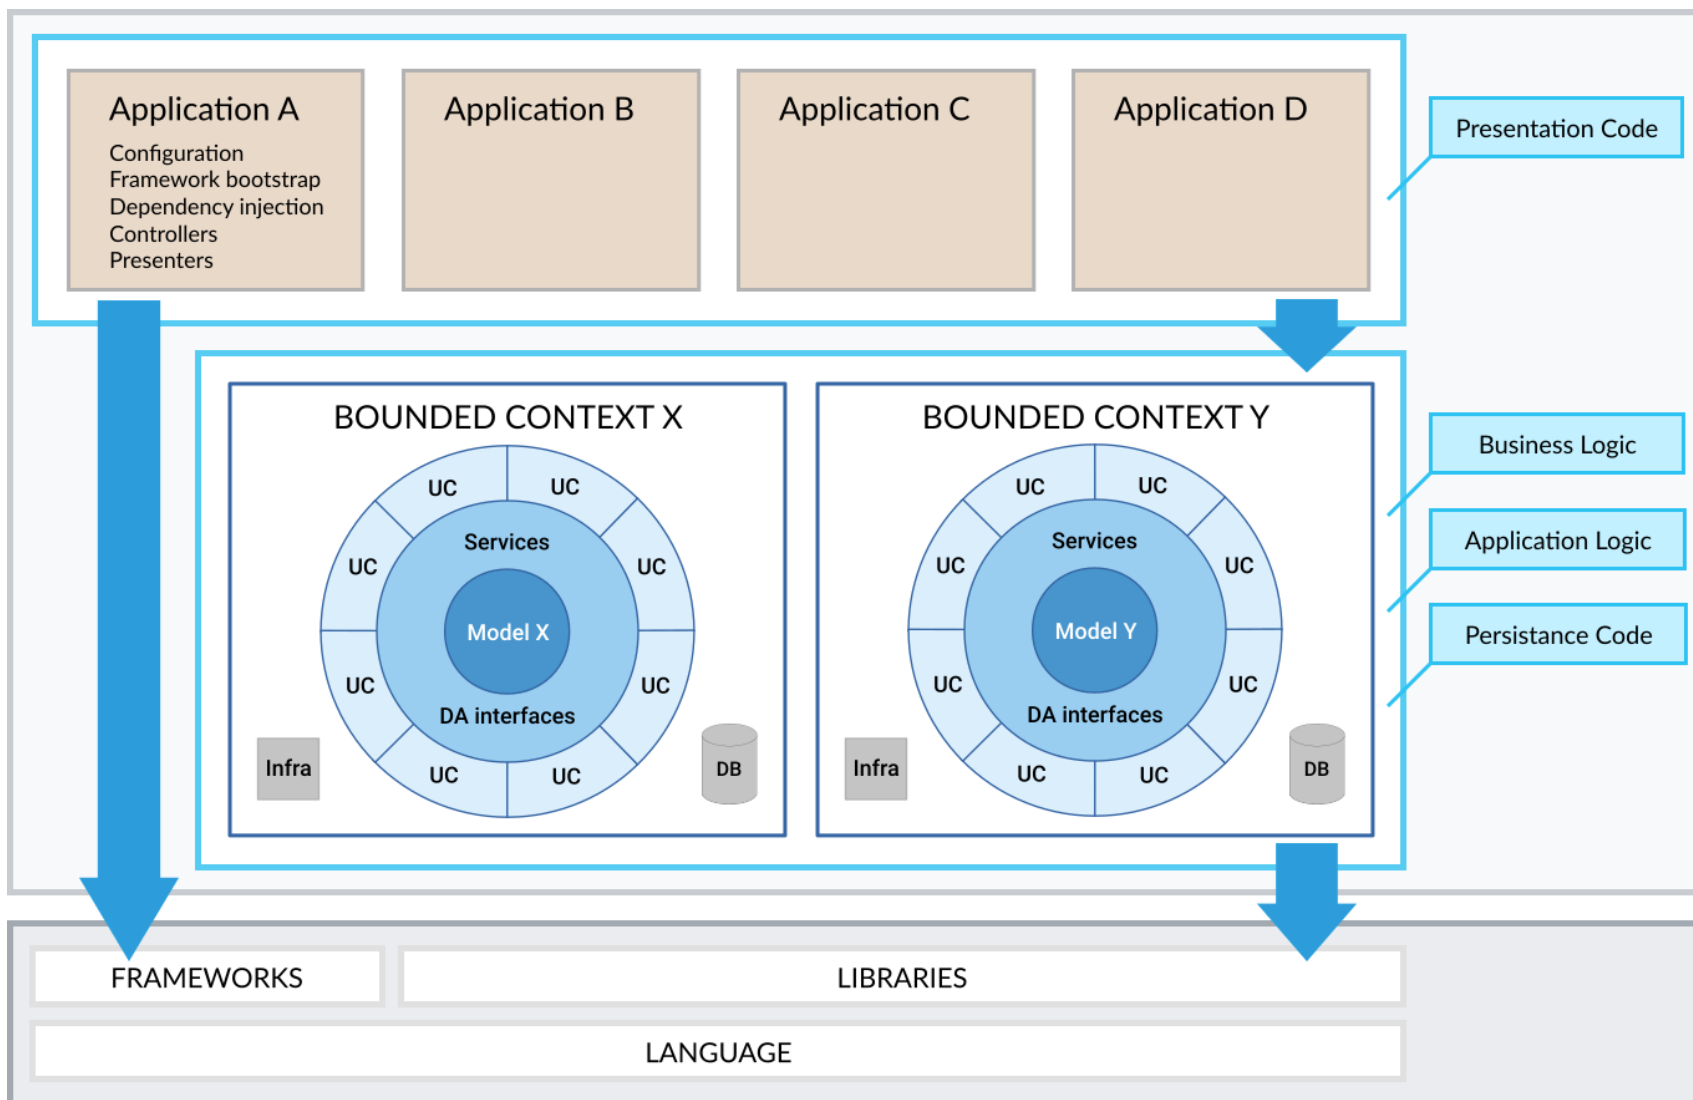 Application A
Configuration
Framework bootstrap
Dependency injection
Controllers
Presenters
Application B
Application C
Application D
Presentation Code
BOUNDED CONTEXT X
UC
UC
UC
UC
UC
UC
UC
UC
Services
Model X
DA interfaces
Infra
DB
BOUNDED CONTEXT Y
UC
UC
UC
UC
UC
UC
UC
UC
Services
Model Y
DA interfaces
Infra
DB
Business Logic
Application Logic
Persistance Code
FRAMEWORKS
LIBRARIES
LANGUAGE